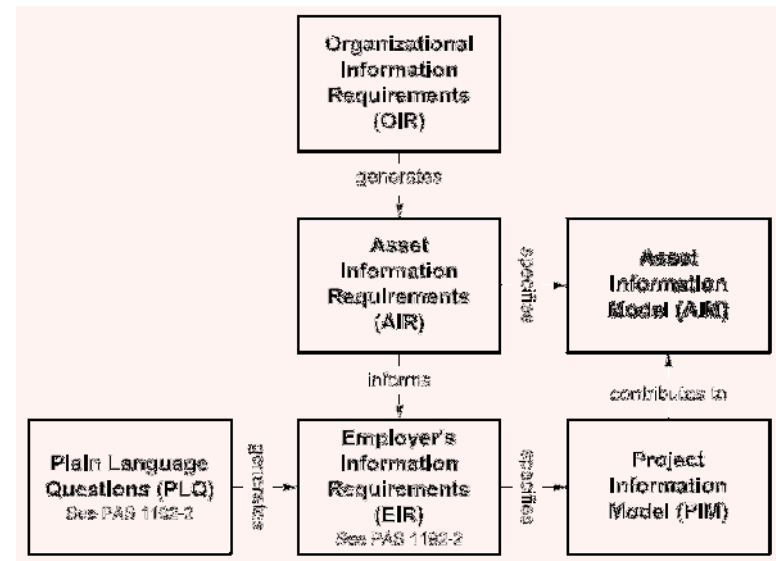 Organizational
Information
Requirements
(OIR)
generates
Asset
Information
Requirements
(AIR)
specifies
Asset
Information
Model (AIM)
informs
contributes to
Plain Language
Questions (PLQ)
See PAS 1192-2
generates
Employer's
Information
Requirements
(EIR)
See PAS 1192-2
specifies
Project
Information
Model (PIM)